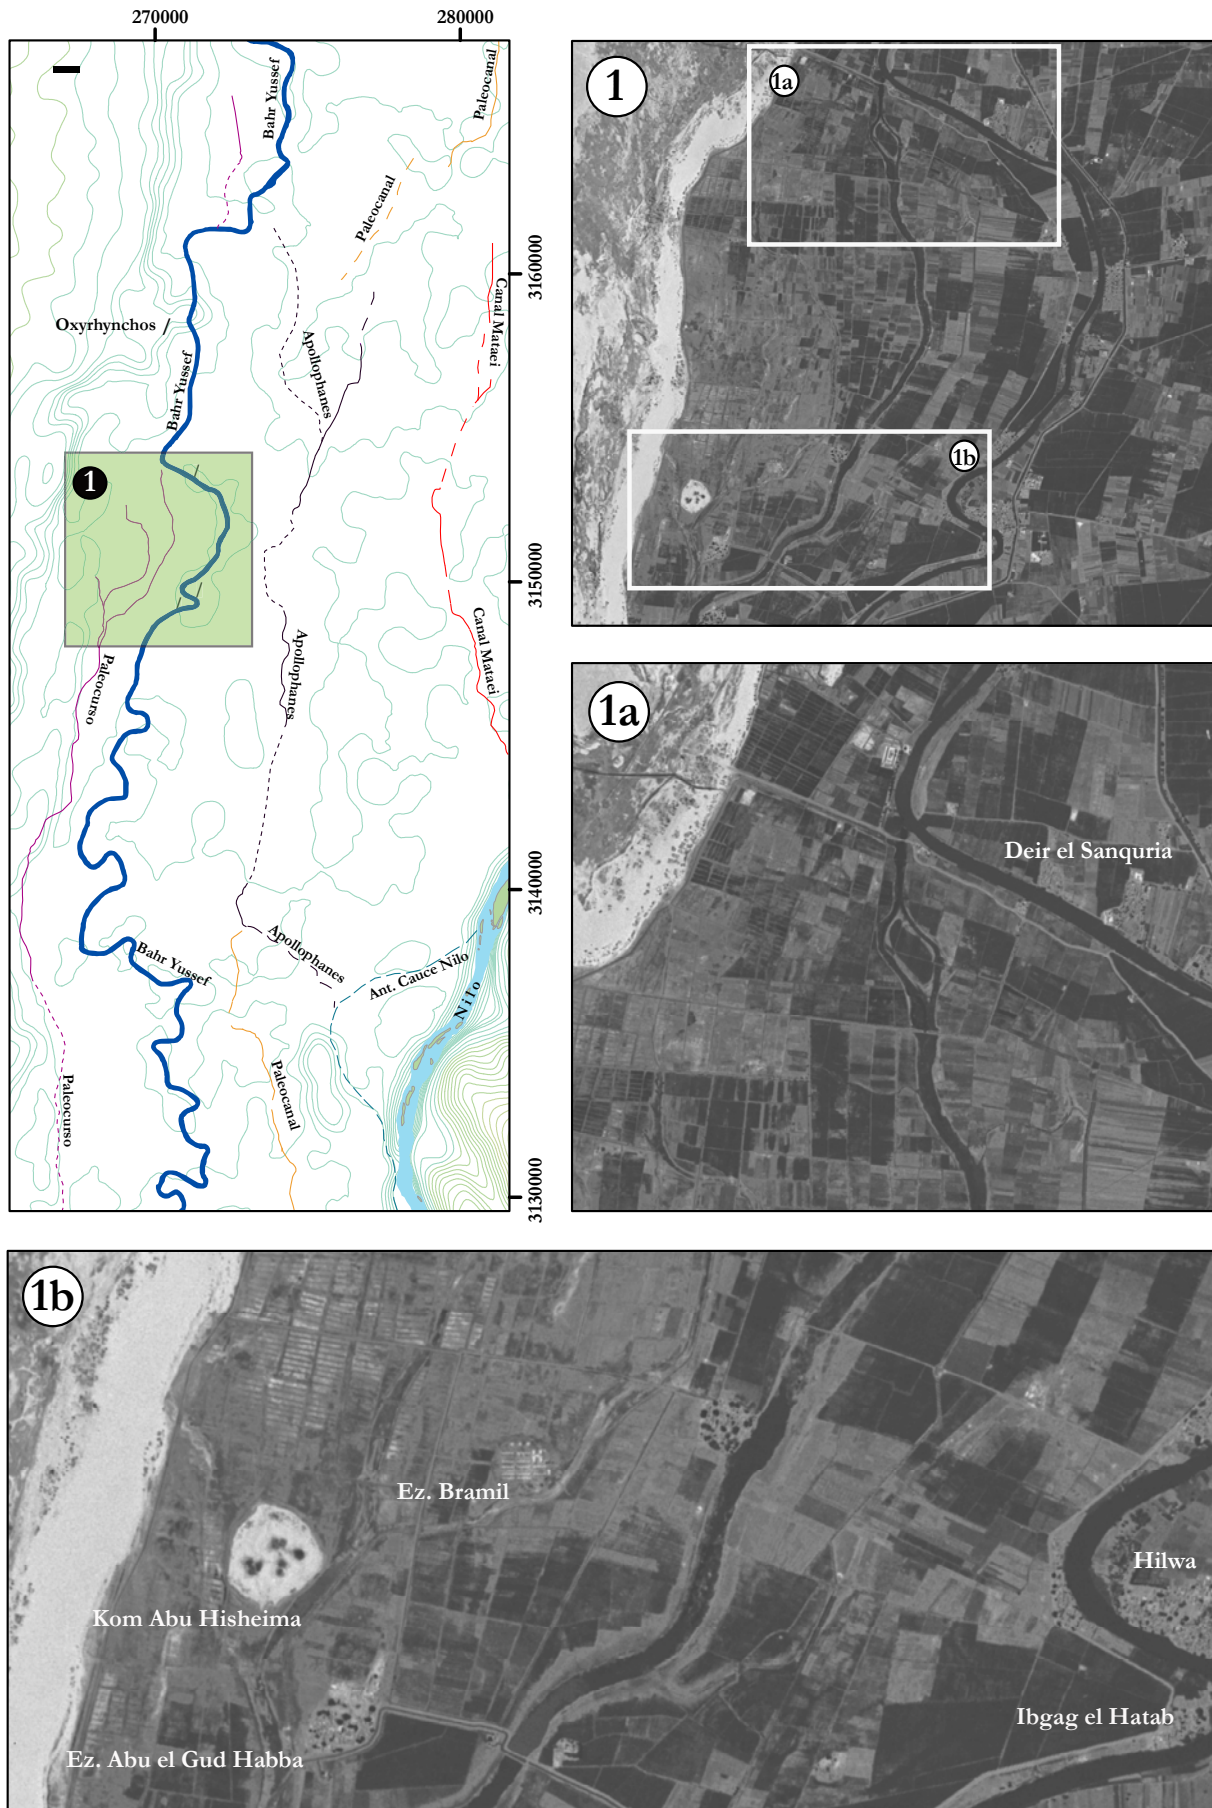 270000
280000
Bahr Yussef
Paleocanal
Paleocanal
3160000
Canal Mataei
Oxyrhynchos
Apollophanes
Bahr Yussef
1
3150000
Canal Mataei
Apollophanes
Paleocurso
3140000
Bahr Yussef
Apollophanes
Ant. Cauce Nilo
Nilo
Paleocanal
Paleocurso
3130000
1
1a
1b
1a
Deir el Sanquria
1b
Ez. Bramil
Hilwa
Kom Abu Hisheima
Ibgag el Hatab
Ez. Abu el Gud Habba